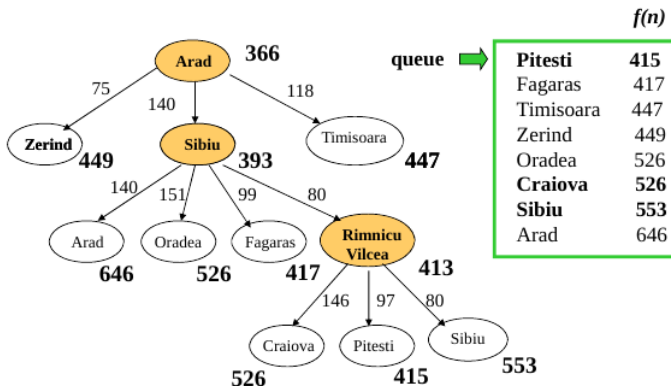 f(n)
Arad 366
queue
Pitesti 415
Fagaras 417
Timisoara 447
Zerind 449
Oradea 526
Craiova 526
Sibiu 553
Arad 646
75
140
118
Zerind
449
Sibiu
393
Timisoara
447
140
151
99
80
Arad
646
Oradea
526
Fagaras
417
Rimnicu
Vilcea
413
146
97
80
Craiova
526
Pitesti
415
Sibiu
553